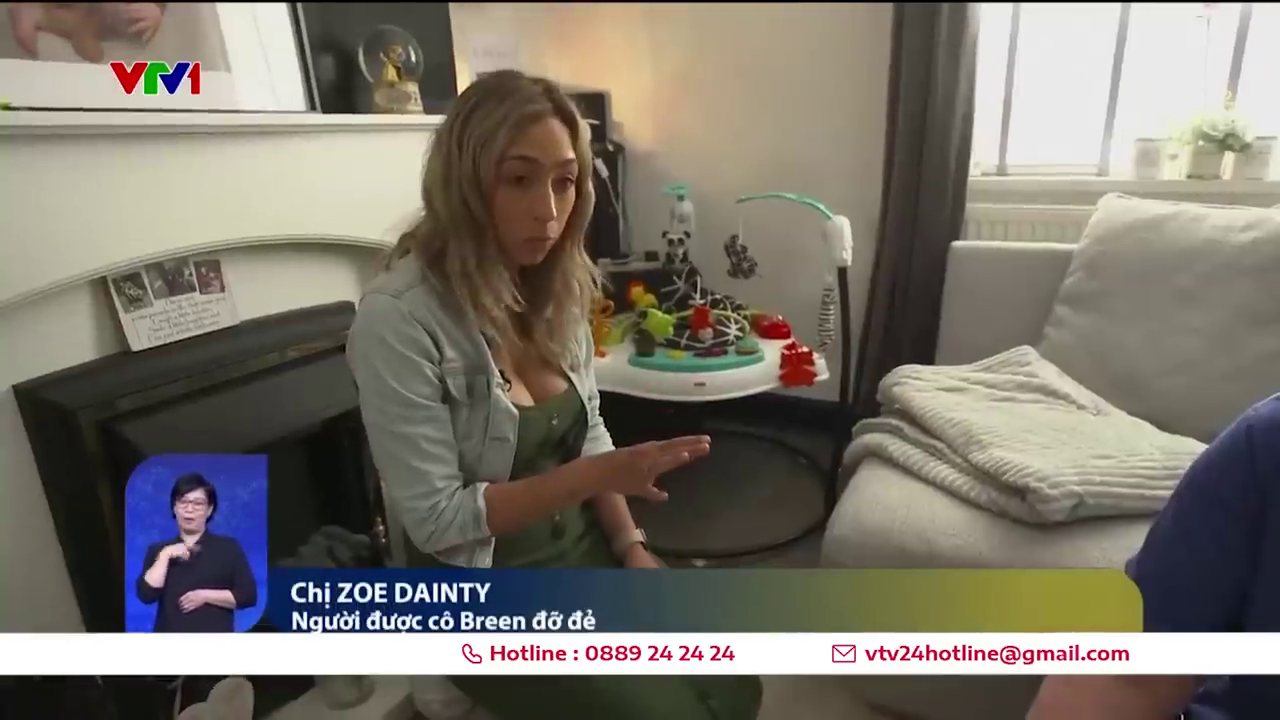 VTV1
Chị ZOE DAINTY
Người được cô Breen đỡ đẻ
Hotline : 0889 24 24 24
vtv24hotline@gmail.com